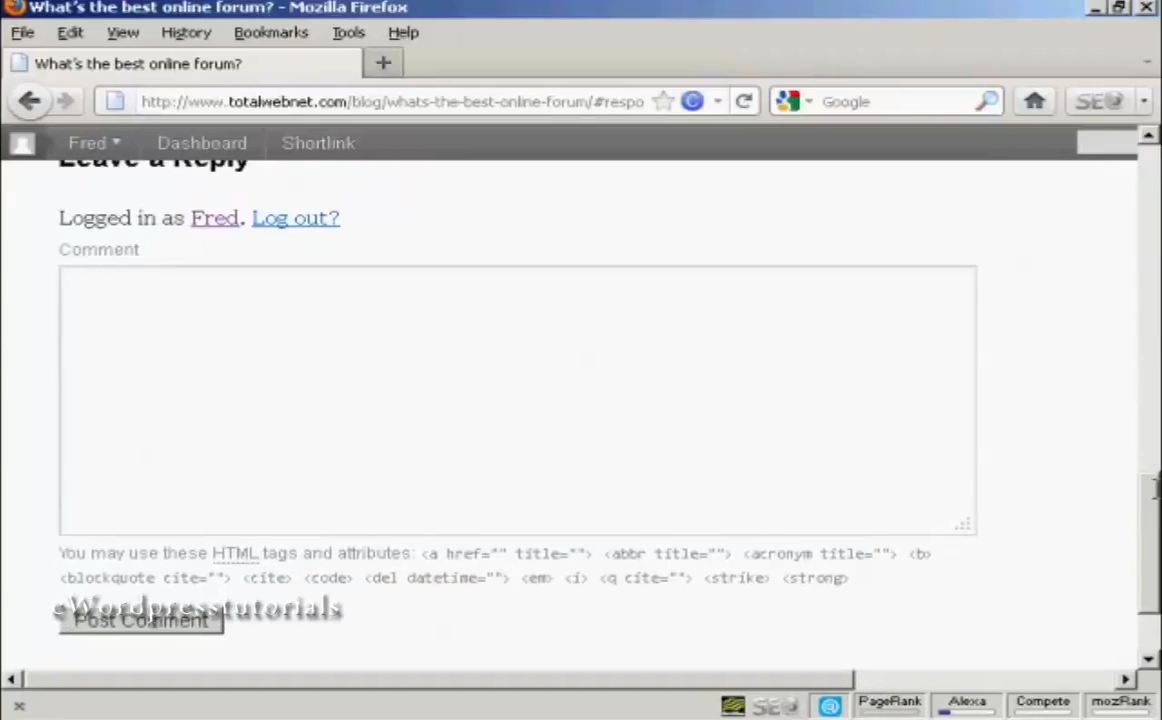 What's the best online forum? - Mozilla Firefox
File Edit View History Bookmarks Tools Help
What's the best online forum?
http://www.totalwebnet.com/blog/whats-the-best-online-forum/#respo
Google
SEO
Fred Dashboard Shortlink
Leave a Reply
Logged in as Fred. Log out?
Comment
You may use these HTML tags and attributes: <a href="" title=""> <abbr title=""> <acronym title=""> <b>
<blockquote cite=""> <cite> <code> <del datetime=""> <em> <i> <q cite=""> <strike> <strong>
eWordpresstutorials
Post Comment
SEO PageRank Alexa Compete mozRank